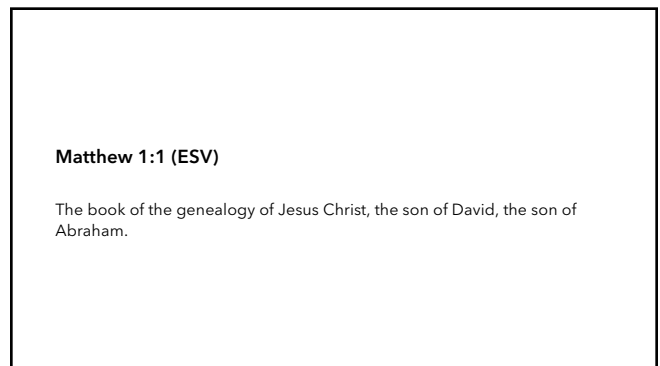 Matthew 1:1 (ESV)
The book of the genealogy of Jesus Christ, the son of David, the son of
Abraham.